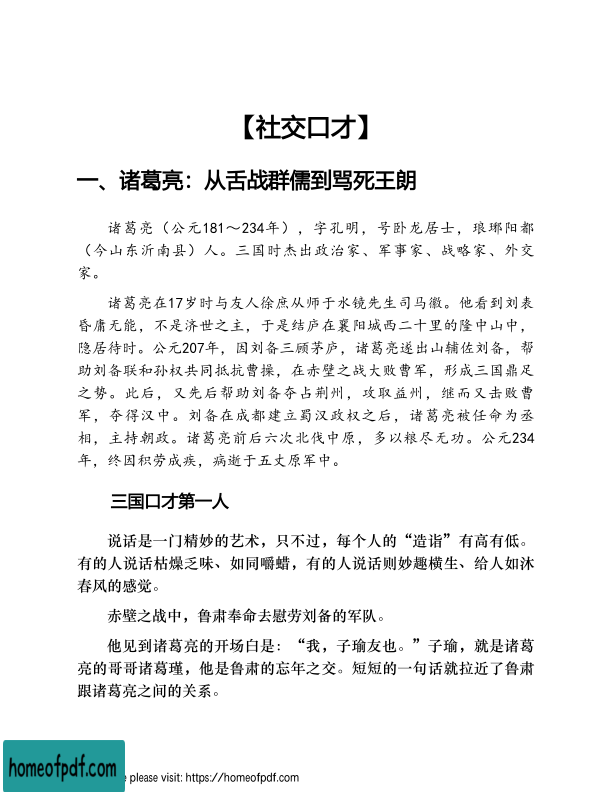 【社交口才】
一、诸葛亮：从舌战群儒到骂死王朗
诸葛亮（公元181～234年），字孔明，号卧龙居士，琅琊阳都
（今山东沂南县）人。三国时杰出政治家、军事家、战略家、外交
家。
诸葛亮在17岁时与友人徐庶从师于水镜先生司马徽。他看到刘表
昏庸无能，不是济世之主，于是结庐在襄阳城西二十里的隆中山中，
隐居待时。公元207年，因刘备三顾茅庐，诸葛亮遂出山辅佐刘备，帮
助刘备联和孙权共同抵抗曹操，在赤壁之战大败曹军，形成三国鼎足
之势。此后，又先后帮助刘备夺占荆州，攻取益州，继而又击败曹
军，夺得汉中。刘备在成都建立蜀汉政权之后，诸葛亮被任命为丞
相，主持朝政。诸葛亮前后六次北伐中原，多以粮尽无功。公元234
年，终因积劳成疾，病逝于五丈原军中。
三国口才第一人
说话是一门精妙的艺术，只不过，每个人的“造诣”有高有低。
有的人说话枯燥乏味、如同嚼蜡，有的人说话则妙趣横生、给人如沐
春风的感觉。
赤壁之战中，鲁肃奉命去慰劳刘备的军队。
他见到诸葛亮的开场白是：“我，子瑜友也。”子瑜，就是诸葛
亮的哥哥诸葛瑾，他是鲁肃的忘年之交。短短的一句话就拉近了鲁肃
跟诸葛亮之间的关系。
homeofpdf.com
e please visit: https://homeofpdf.com